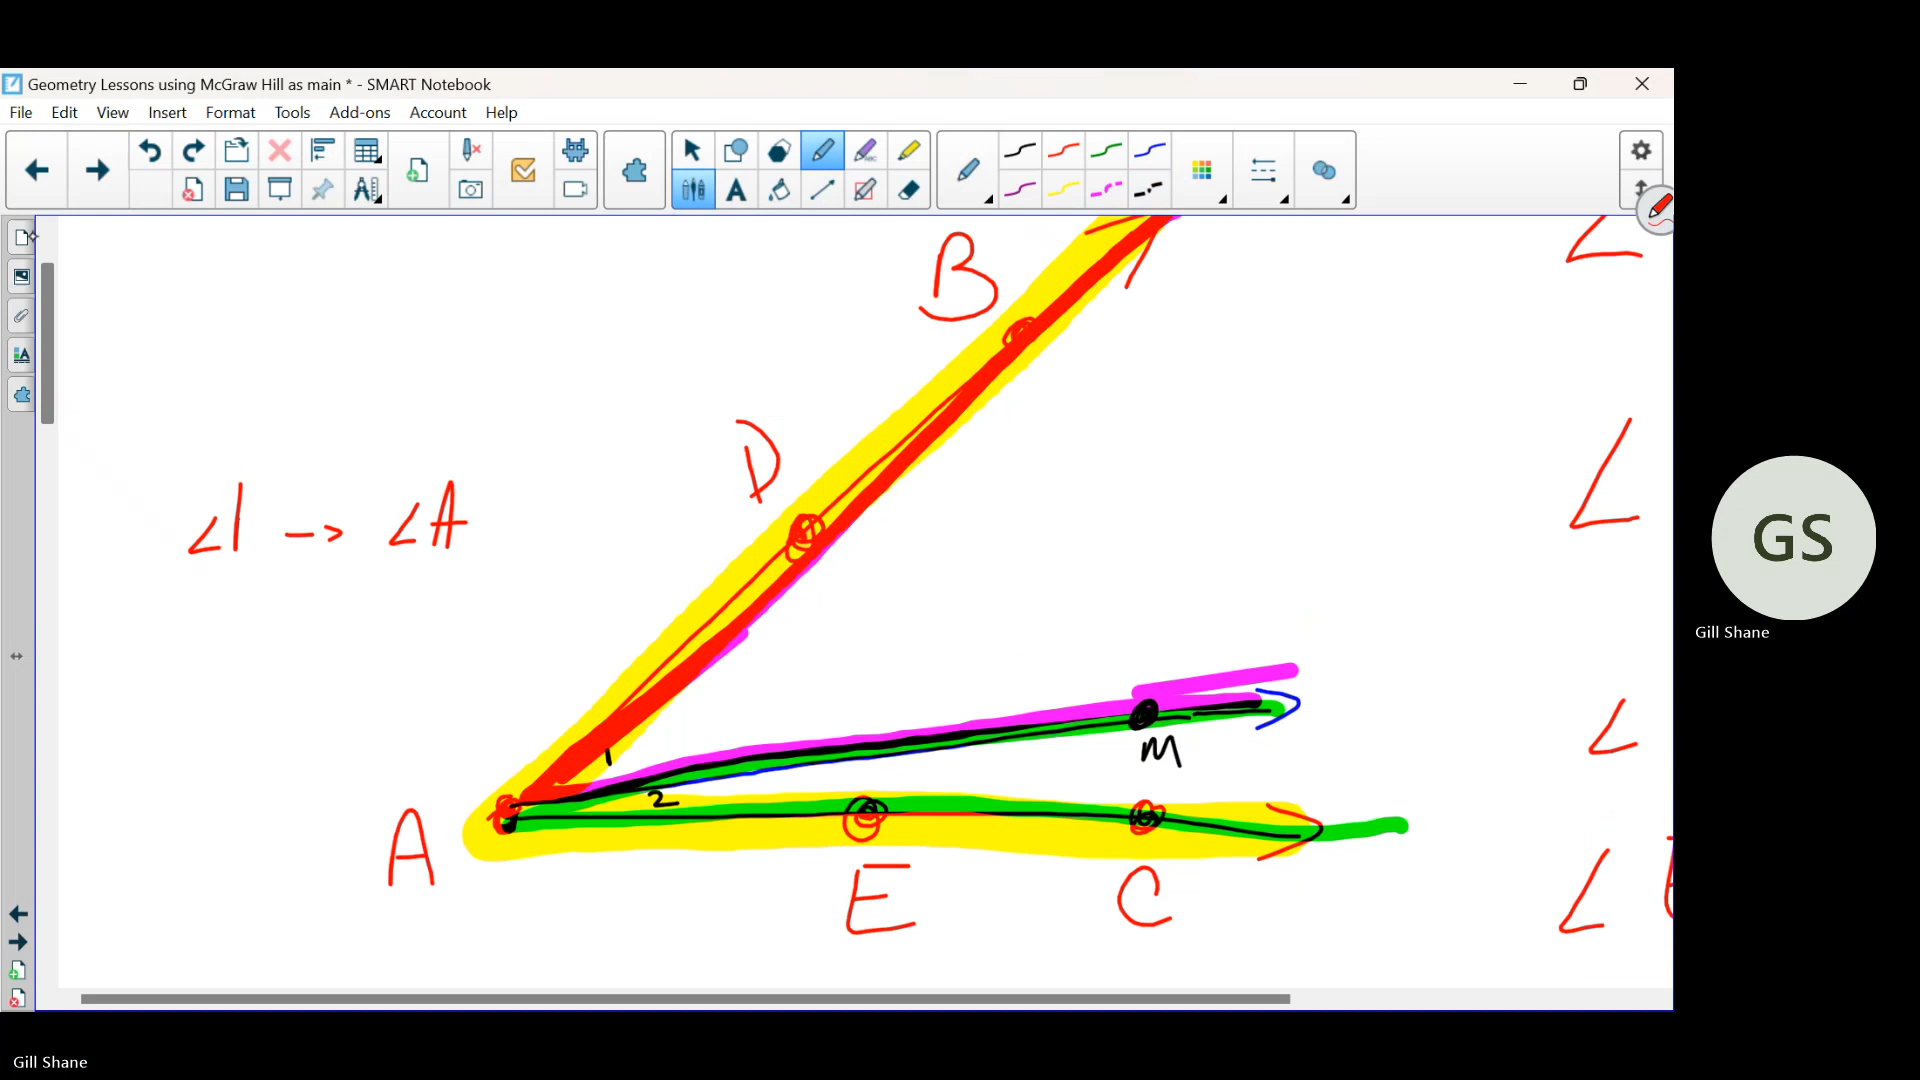 Geometry Lessons using McGraw Hill as main * - SMART Notebook
File Edit View Insert Format Tools Add-ons Account Help
B
D
∠1 -> ∠A
∠
∠
1
M
2
∠
A
E
C
∠
GS
Gill Shane
Gill Shane